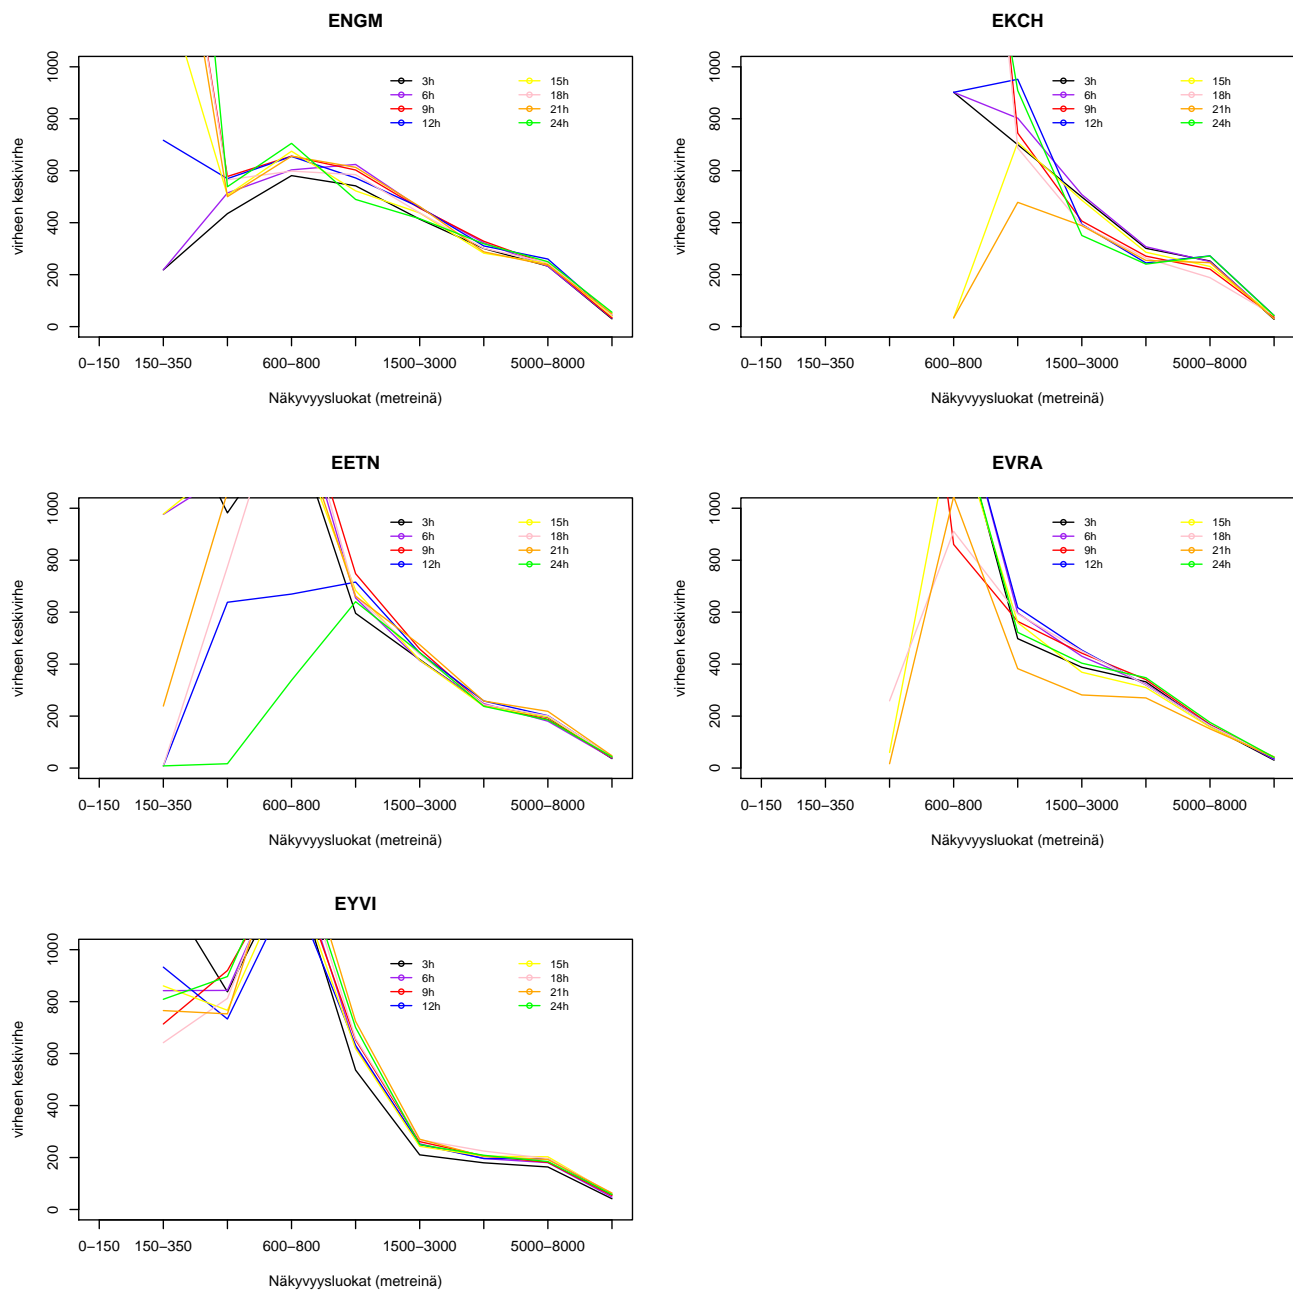 ENGM
virheen keskivirhe
0 200 400 600 800 1000
3h 15h
6h 18h
9h 21h
12h 24h
0−150 150−350 600−800 1500−3000 5000−8000
Näkyvyysluokat (metreinä)
EKCH
virheen keskivirhe
0 200 400 600 800 1000
3h 15h
6h 18h
9h 21h
12h 24h
0−150 150−350 600−800 1500−3000 5000−8000
Näkyvyysluokat (metreinä)
EETN
virheen keskivirhe
0 200 400 600 800 1000
3h 15h
6h 18h
9h 21h
12h 24h
0−150 150−350 600−800 1500−3000 5000−8000
Näkyvyysluokat (metreinä)
EVRA
virheen keskivirhe
0 200 400 600 800 1000
3h 15h
6h 18h
9h 21h
12h 24h
0−150 150−350 600−800 1500−3000 5000−8000
Näkyvyysluokat (metreinä)
EYVI
virheen keskivirhe
0 200 400 600 800 1000
3h 15h
6h 18h
9h 21h
12h 24h
0−150 150−350 600−800 1500−3000 5000−8000
Näkyvyysluokat (metreinä)